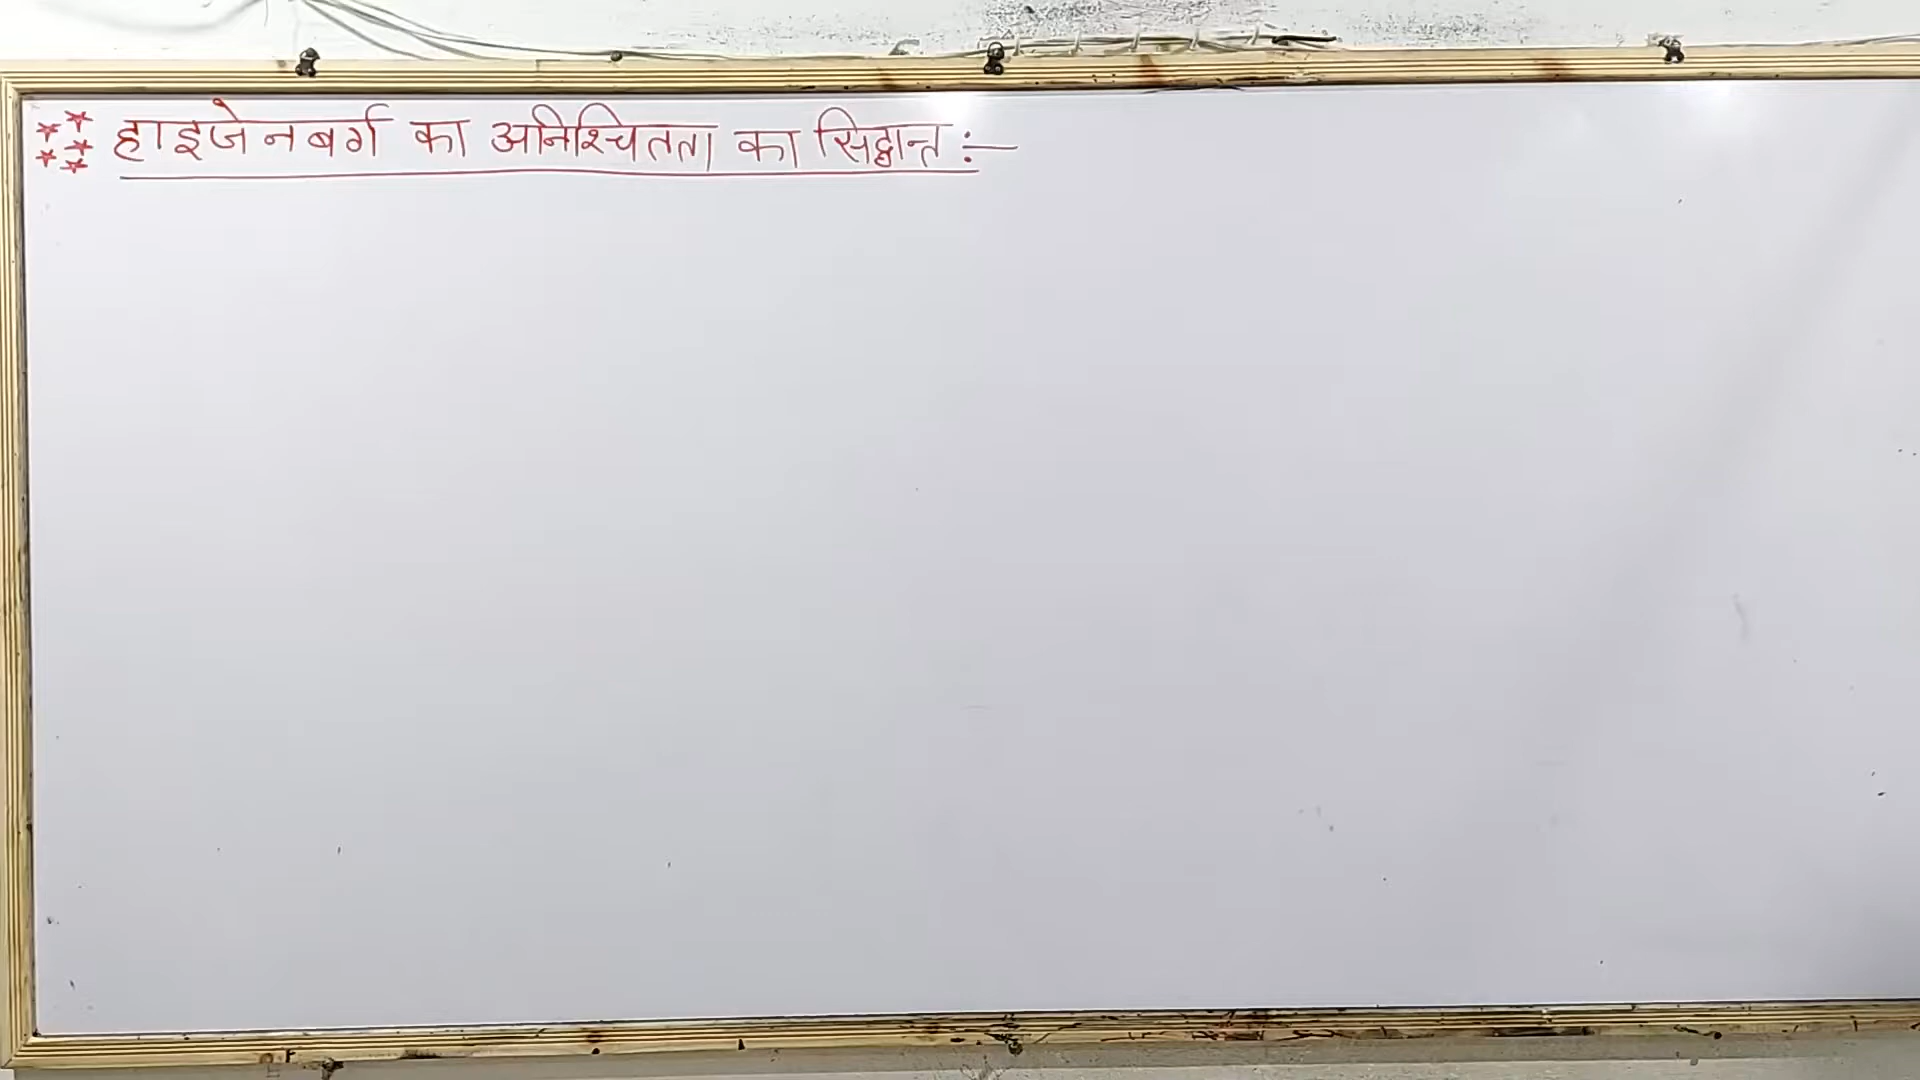 हाइजेनबर्ग का अनिश्चितता का सिद्धान्त :—